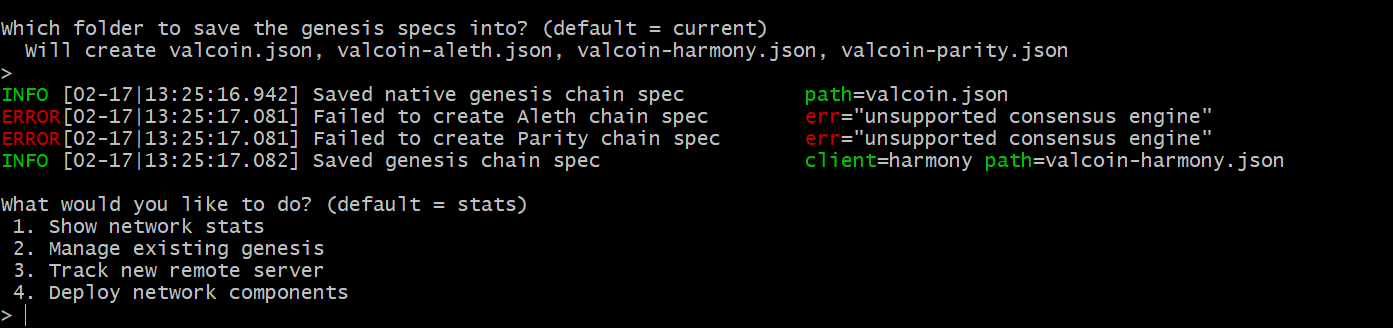 Which folder to save the genesis specs into? (default = current)
  Will create valcoin.json, valcoin-aleth.json, valcoin-harmony.json, valcoin-parity.json
>
INFO [02-17|13:25:16.942] Saved native genesis chain spec          path=valcoin.json
ERROR[02-17|13:25:17.081] Failed to create Aleth chain spec        err="unsupported consensus engine"
ERROR[02-17|13:25:17.081] Failed to create Parity chain spec       err="unsupported consensus engine"
INFO [02-17|13:25:17.082] Saved genesis chain spec                 client=harmony path=valcoin-harmony.json
What would you like to do? (default = stats)
 1. Show network stats
 2. Manage existing genesis
 3. Track new remote server
 4. Deploy network components
>